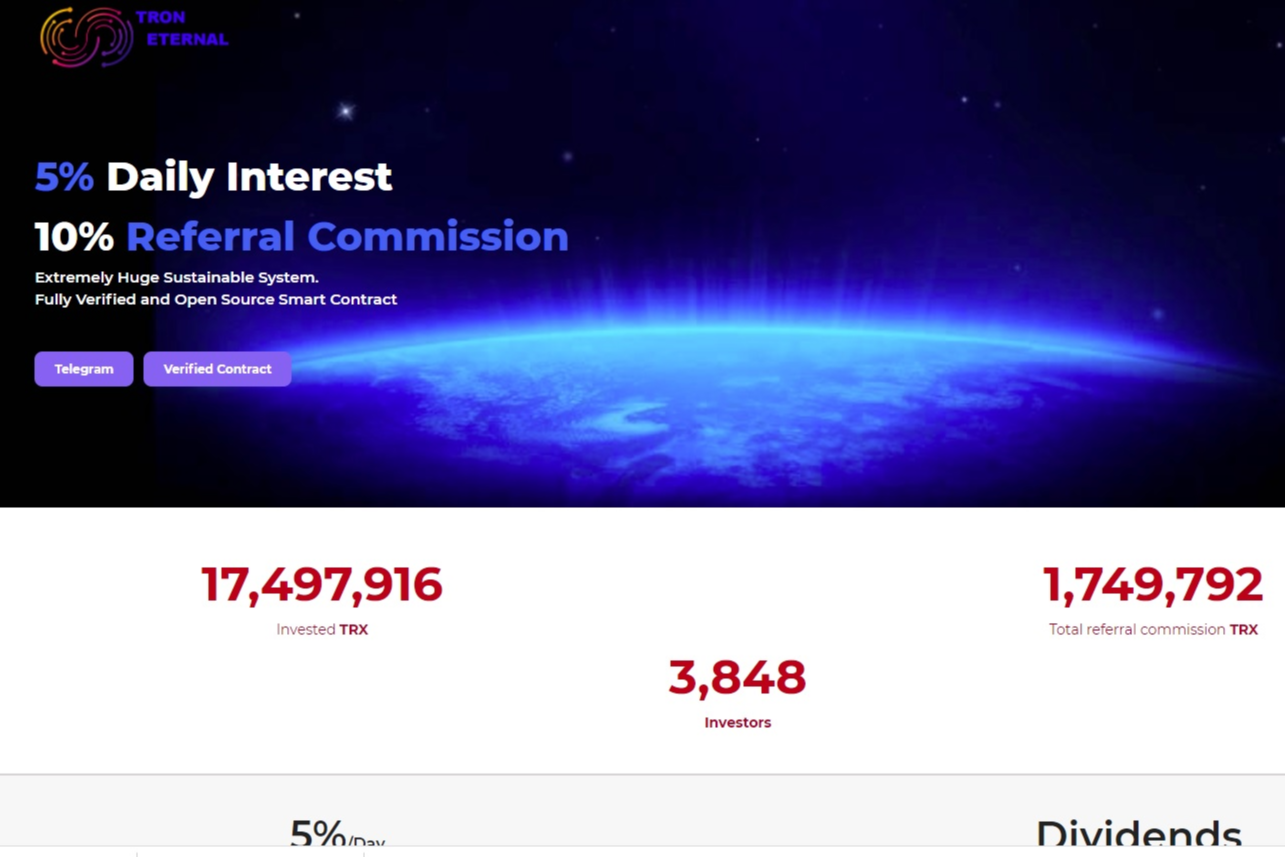 TRON
ETERNAL
5% Daily Interest
10% Referral Commission
Extremely Huge Sustainable System.
Fully Verified and Open Source Smart Contract
Telegram
Verified Contract
17,497,916
Invested TRX
1,749,792
Total referral commission TRX
3,848
Investors
5%/Day
Dividends